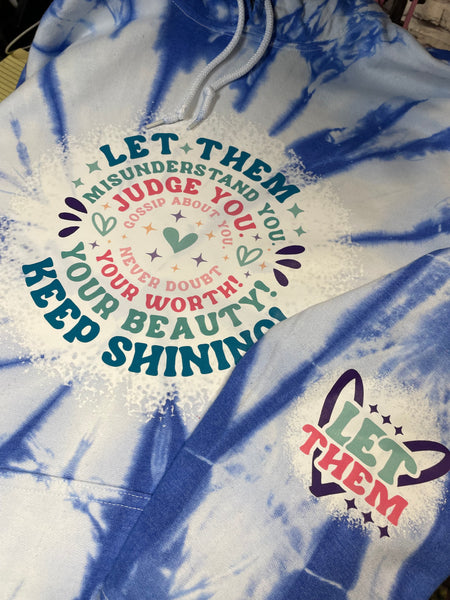 LET THEM
MISUNDERSTAND YOU.
JUDGE YOU.
GOSSIP ABOUT YOU.
NEVER DOUBT
YOUR WORTH!
YOUR BEAUTY!
KEEP SHINING!
LET
THEM